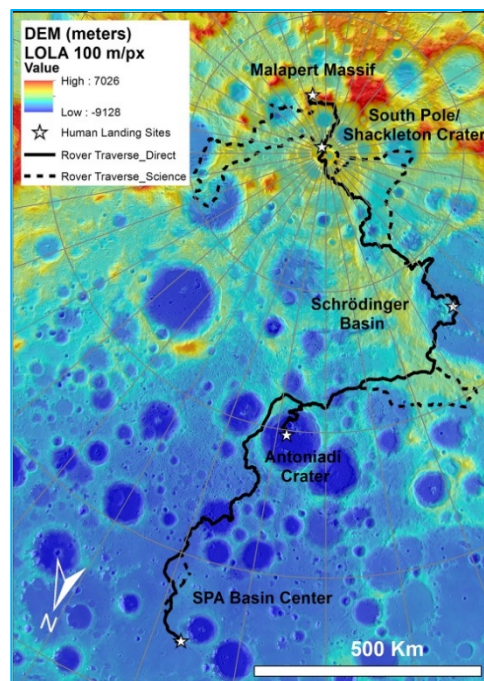 DEM (meters)
LOLA 100 m/px
Value
High : 7026
Low : -9128
Human Landing Sites
Rover Traverse_Direct
Rover Traverse_Science
Malapert Massif
South Pole/
Shackleton Crater
Schrödinger
Basin
Antoniadi
Crater
SPA Basin Center
N
500 Km